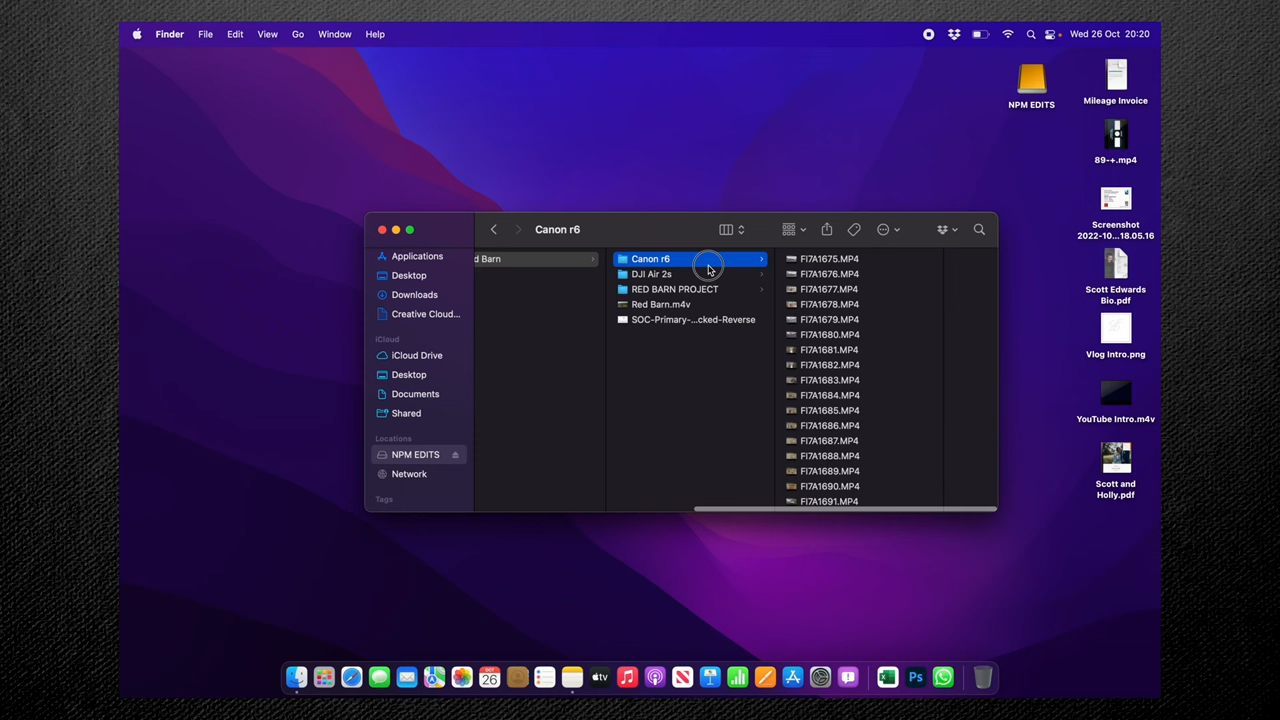 Finder File Edit View Go Window Help
Wed 26 Oct 20:20
NPM EDITS
Mileage Invoice
89-+.mp4
Screenshot
2022-10...18.05.16
Scott Edwards
Bio.pdf
Vlog Intro.png
YouTube Intro.m4v
Scott and
Holly.pdf
Canon r6
Applications
Desktop
Downloads
Creative Cloud...
iCloud
iCloud Drive
Desktop
Documents
Shared
Locations
NPM EDITS
Network
Tags
d Barn
Canon r6
DJI Air 2s
RED BARN PROJECT
Red Barn.m4v
SOC-Primary-...cked-Reverse
FI7A1675.MP4
FI7A1676.MP4
FI7A1677.MP4
FI7A1678.MP4
FI7A1679.MP4
FI7A1680.MP4
FI7A1681.MP4
FI7A1682.MP4
FI7A1683.MP4
FI7A1684.MP4
FI7A1685.MP4
FI7A1686.MP4
FI7A1687.MP4
FI7A1688.MP4
FI7A1689.MP4
FI7A1690.MP4
FI7A1691.MP4
OCT
26
tv
Ps